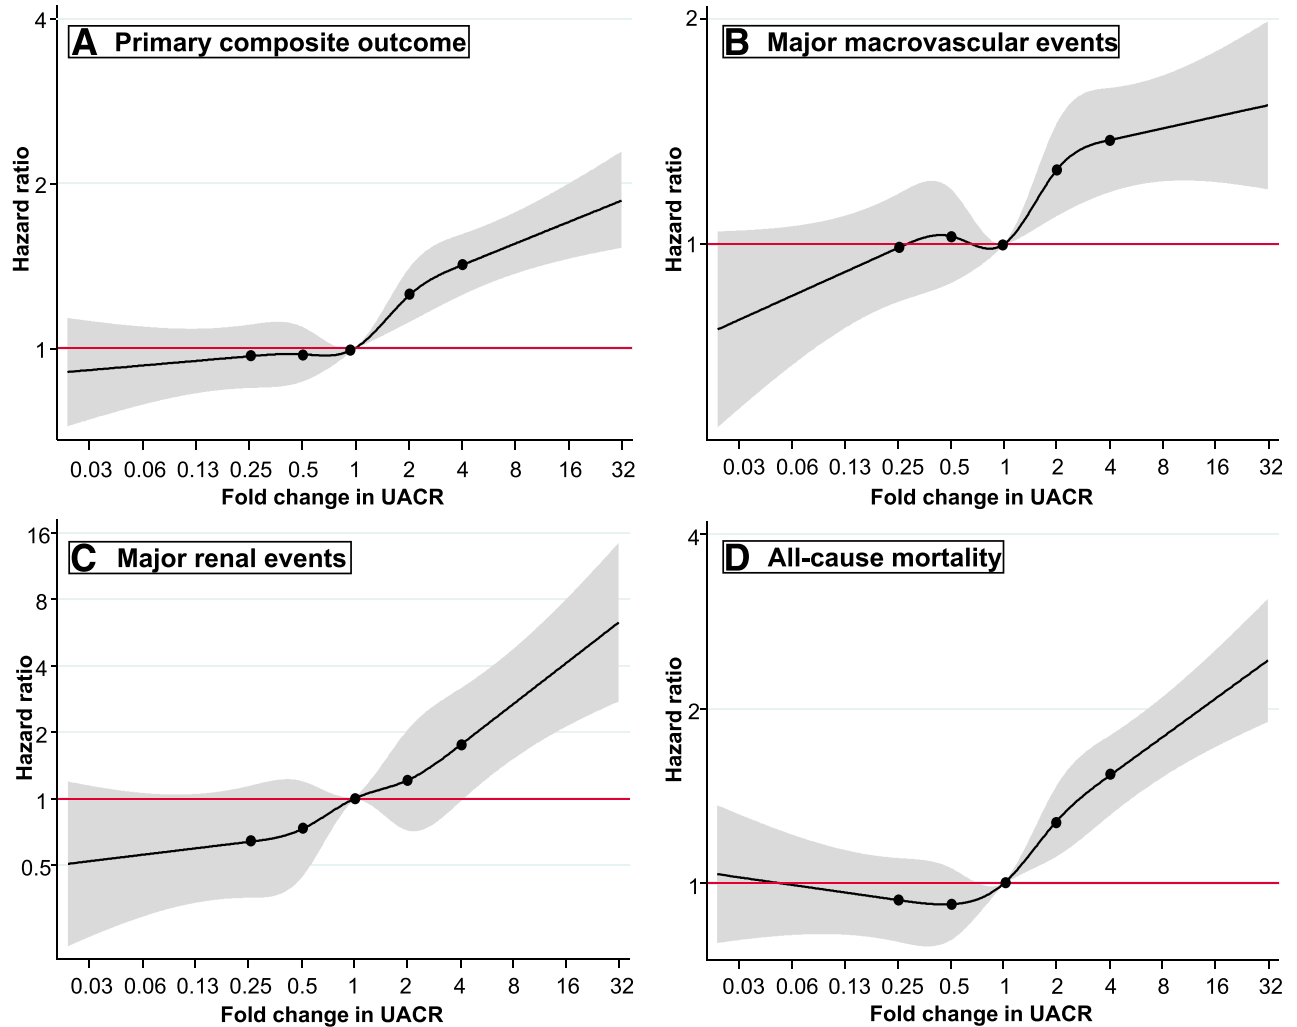 A Primary composite outcome
4
2
1
Hazard ratio
0.03 0.06 0.13 0.25 0.5 1 2 4 8 16 32
Fold change in UACR
B Major macrovascular events
2
1
Hazard ratio
0.03 0.06 0.13 0.25 0.5 1 2 4 8 16 32
Fold change in UACR
C Major renal events
16
8
4
2
1
0.5
Hazard ratio
0.03 0.06 0.13 0.25 0.5 1 2 4 8 16 32
Fold change in UACR
D All-cause mortality
4
2
1
Hazard ratio
0.03 0.06 0.13 0.25 0.5 1 2 4 8 16 32
Fold change in UACR